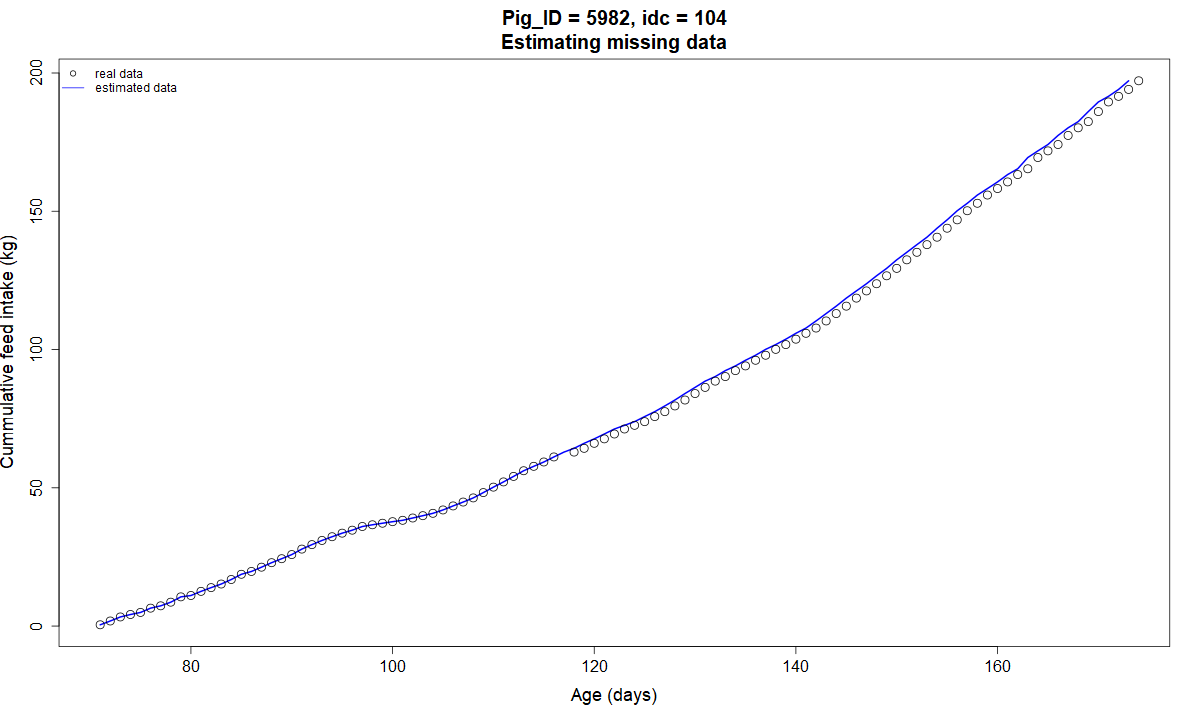 Pig_ID = 5982, idc = 104
Estimating missing data
real data
estimated data
Cummulative feed intake (kg)
200
150
100
50
0
80 100 120 140 160
Age (days)